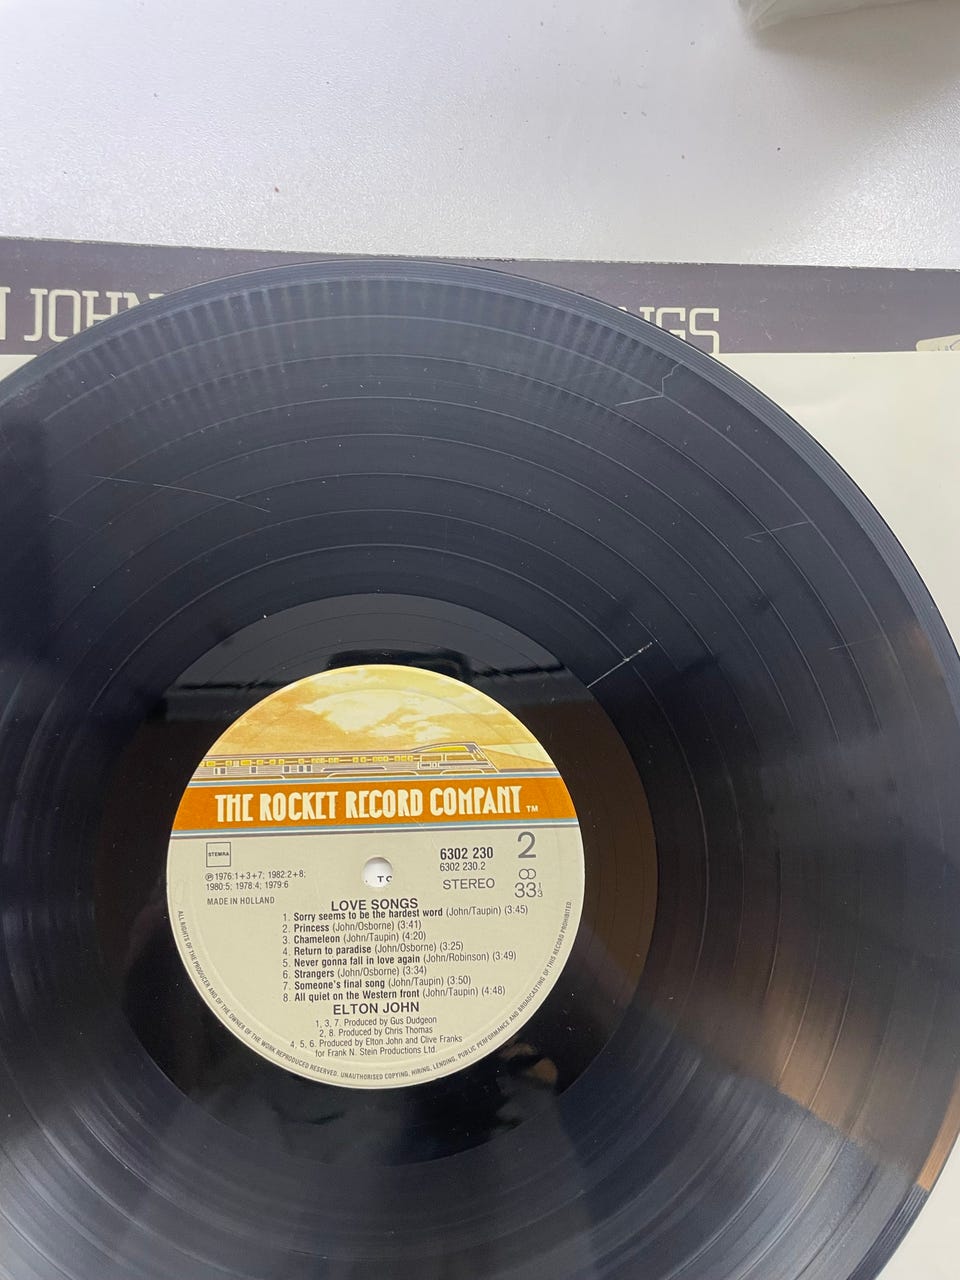 JOHN
NGS
THE ROCKET RECORD COMPANY ™
STEMRA
6302 230
6302 230.2
2
STEREO
33 1/3
℗ 1976:1+3+7; 1982:2+8;
1980:5; 1978.4; 1979:6
MADE IN HOLLAND
TC
LOVE SONGS
1. Sorry seems to be the hardest word (John/Taupin) (3:45)
2. Princess (John/Osborne) (3:41)
3. Chameleon (John/Taupin) (4:20)
4. Return to paradise (John/Osborne) (3:25)
5. Never gonna fall in love again (John/Robinson) (3:49)
6. Strangers (John/Osborne) (3:34)
7. Someone's final song (John/Taupin) (3:50)
8. All quiet on the Western front (John/Taupin) (4:48)
ELTON JOHN
1, 3, 7. Produced by Gus Dudgeon
2, 8. Produced by Chris Thomas
4, 5, 6. Produced by Elton John and Clive Franks
for Frank N. Stein Productions Ltd.
ALL RIGHTS OF THE PRODUCER AND OF THE OWNER OF THE WORK REPRODUCED RESERVED. UNAUTHORISED COPYING, HIRING, LENDING, PUBLIC PERFORMANCE AND BROADCASTING OF THIS RECORD PROHIBITED.